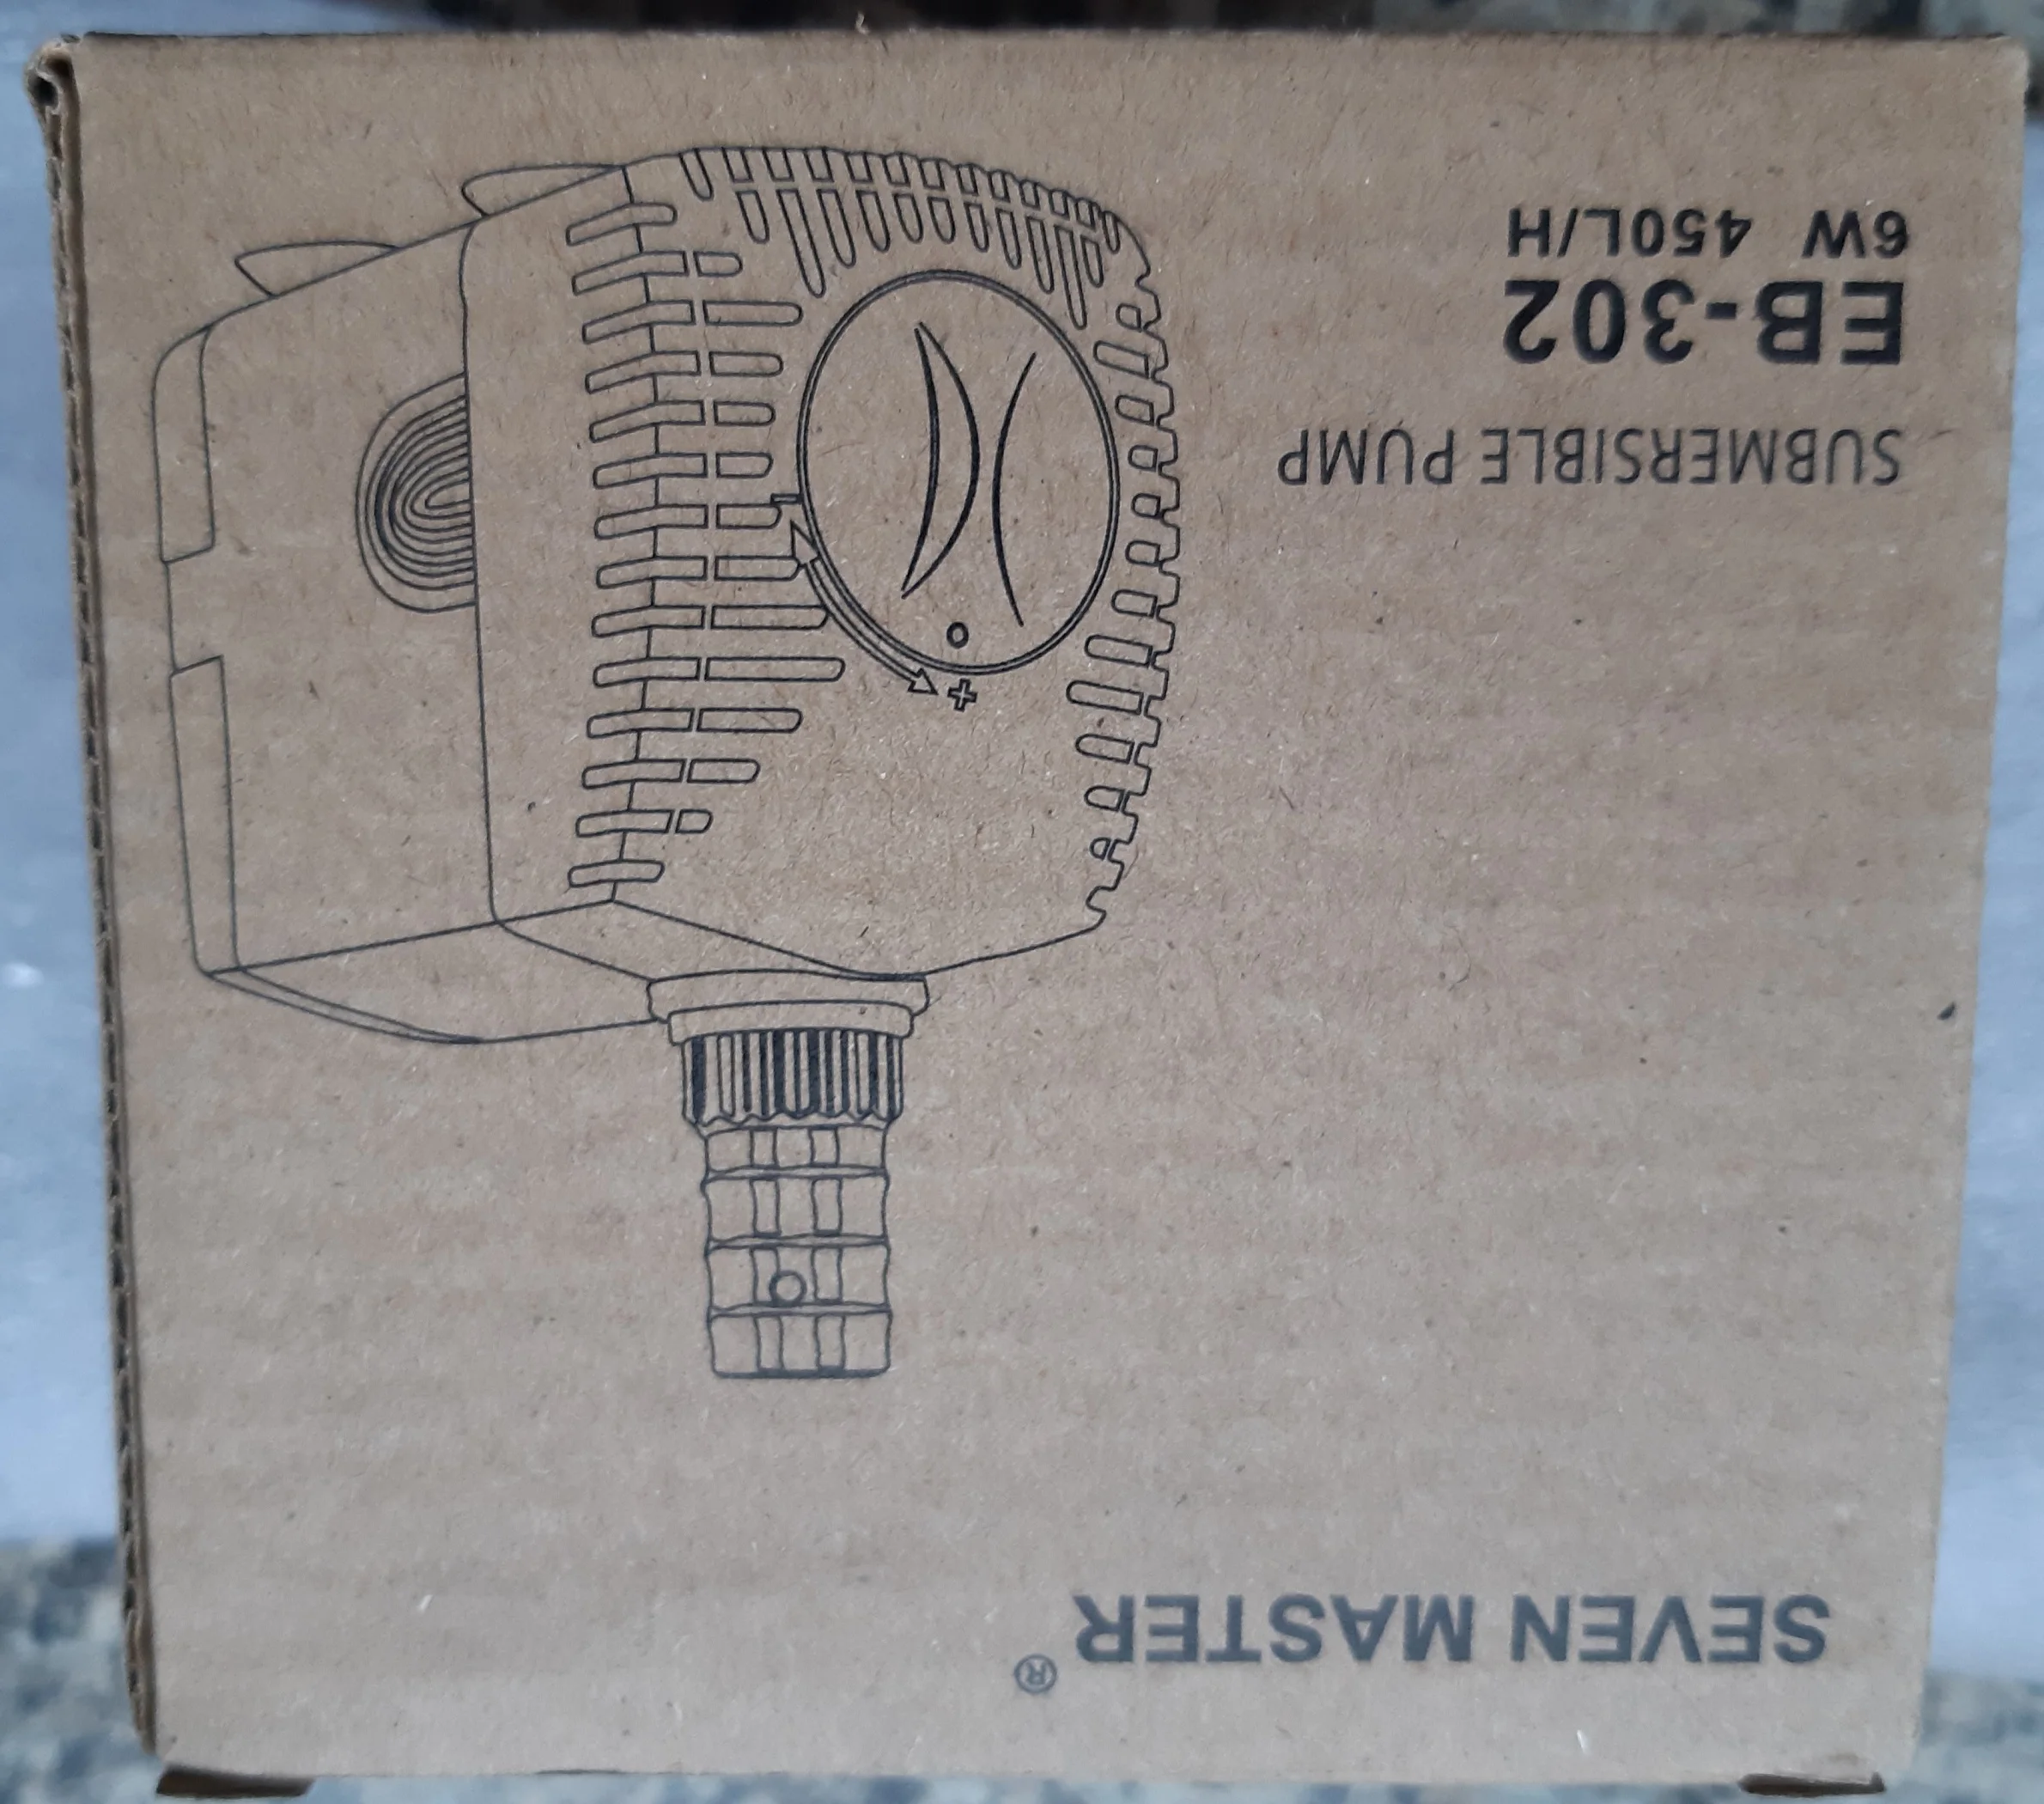 SEVEN MASTER ®
SUBMERSIBLE PUMP
EB-302
6W 450L/H